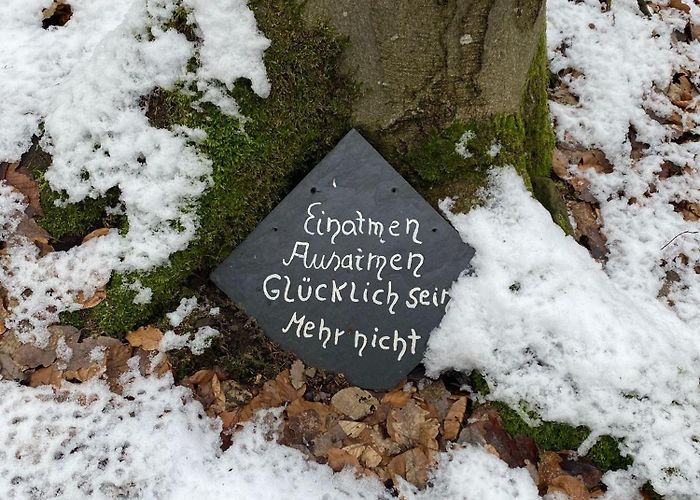 Einatmen
Ausatmen
Glücklich sein
Mehr nicht